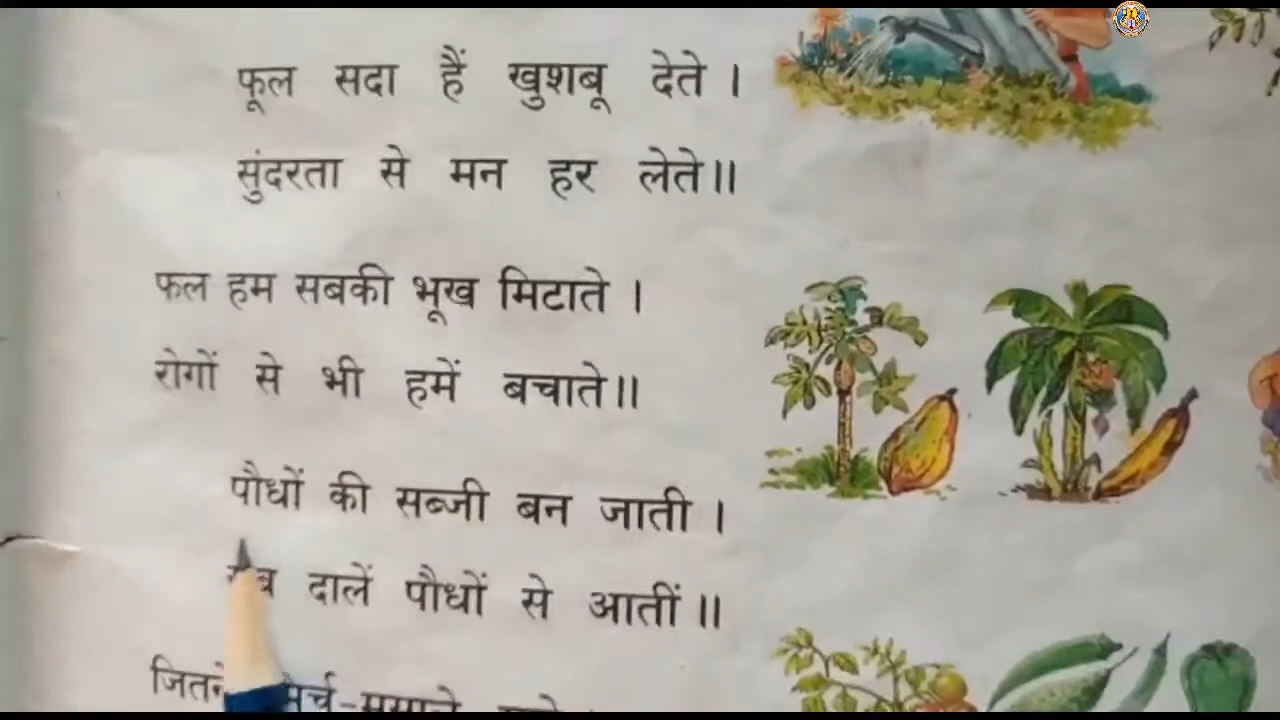 फूल सदा हैं खुशबू देते ।
सुंदरता से मन हर लेते॥
फल हम सबकी भूख मिटाते ।
रोगों से भी हमें बचाते॥
पौधों की सब्जी बन जाती ।
दालें पौधों से आतीं ॥